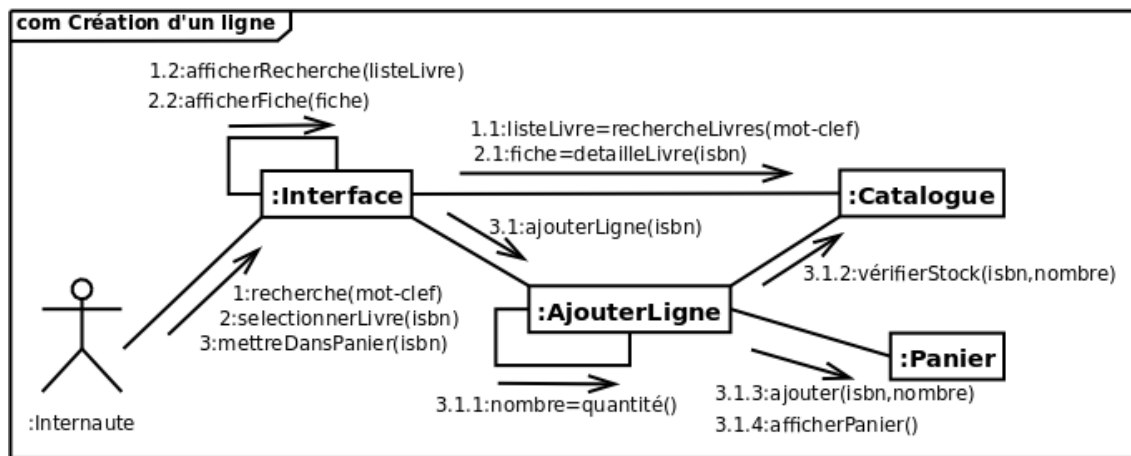 com Création d'un ligne
1.2:afficherRecherche(listeLivre)
2.2:afficherFiche(fiche)
1.1:listeLivre=rechercheLivres(mot-clef)
2.1:fiche=detailleLivre(isbn)
:Interface
:Catalogue
3.1:ajouterLigne(isbn)
3.1.2:vérifierStock(isbn,nombre)
1:recherche(mot-clef)
2:selectionnerLivre(isbn)
3:mettreDansPanier(isbn)
:AjouterLigne
:Panier
3.1.1:nombre=quantité()
3.1.3:ajouter(isbn,nombre)
3.1.4:afficherPanier()
:Internaute